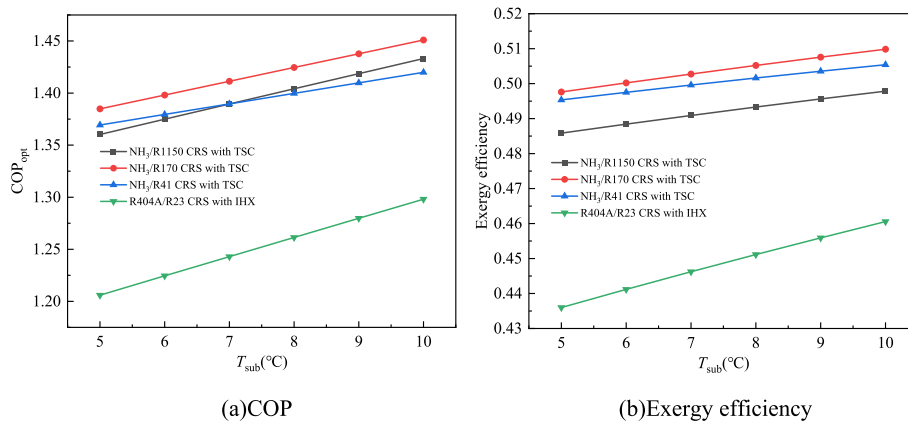 1.45
1.40
1.35
1.30
1.25
1.20
COPopt
NH₃/R1150 CRS with TSC
NH₃/R170 CRS with TSC
NH₃/R41 CRS with TSC
R404A/R23 CRS with IHX
5 6 7 8 9 10
Tsub(°C)
(a)COP
0.52
0.51
0.50
0.49
0.48
0.47
0.46
0.45
0.44
0.43
Exergy efficiency
NH₃/R1150 CRS with TSC
NH₃/R170 CRS with TSC
NH₃/R41 CRS with TSC
R404A/R23 CRS with IHX
5 6 7 8 9 10
Tsub(°C)
(b)Exergy efficiency